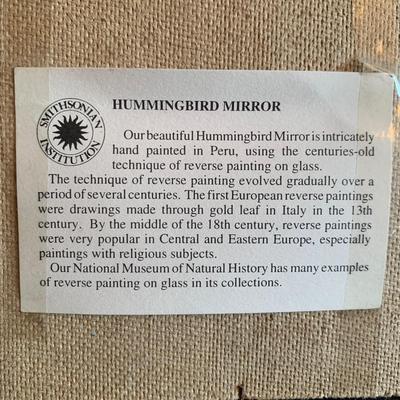 SMITHSONIAN
INSTITUTION
HUMMINGBIRD MIRROR
Our beautiful Hummingbird Mirror is intricately
hand painted in Peru, using the centuries-old
technique of reverse painting on glass.
The technique of reverse painting evolved gradually over a
period of several centuries. The first European reverse paintings
were drawings made through gold leaf in Italy in the 13th
century. By the middle of the 18th century, reverse paintings
were very popular in Central and Eastern Europe, especially
paintings with religious subjects.
Our National Museum of Natural History has many examples
of reverse painting on glass in its collections.